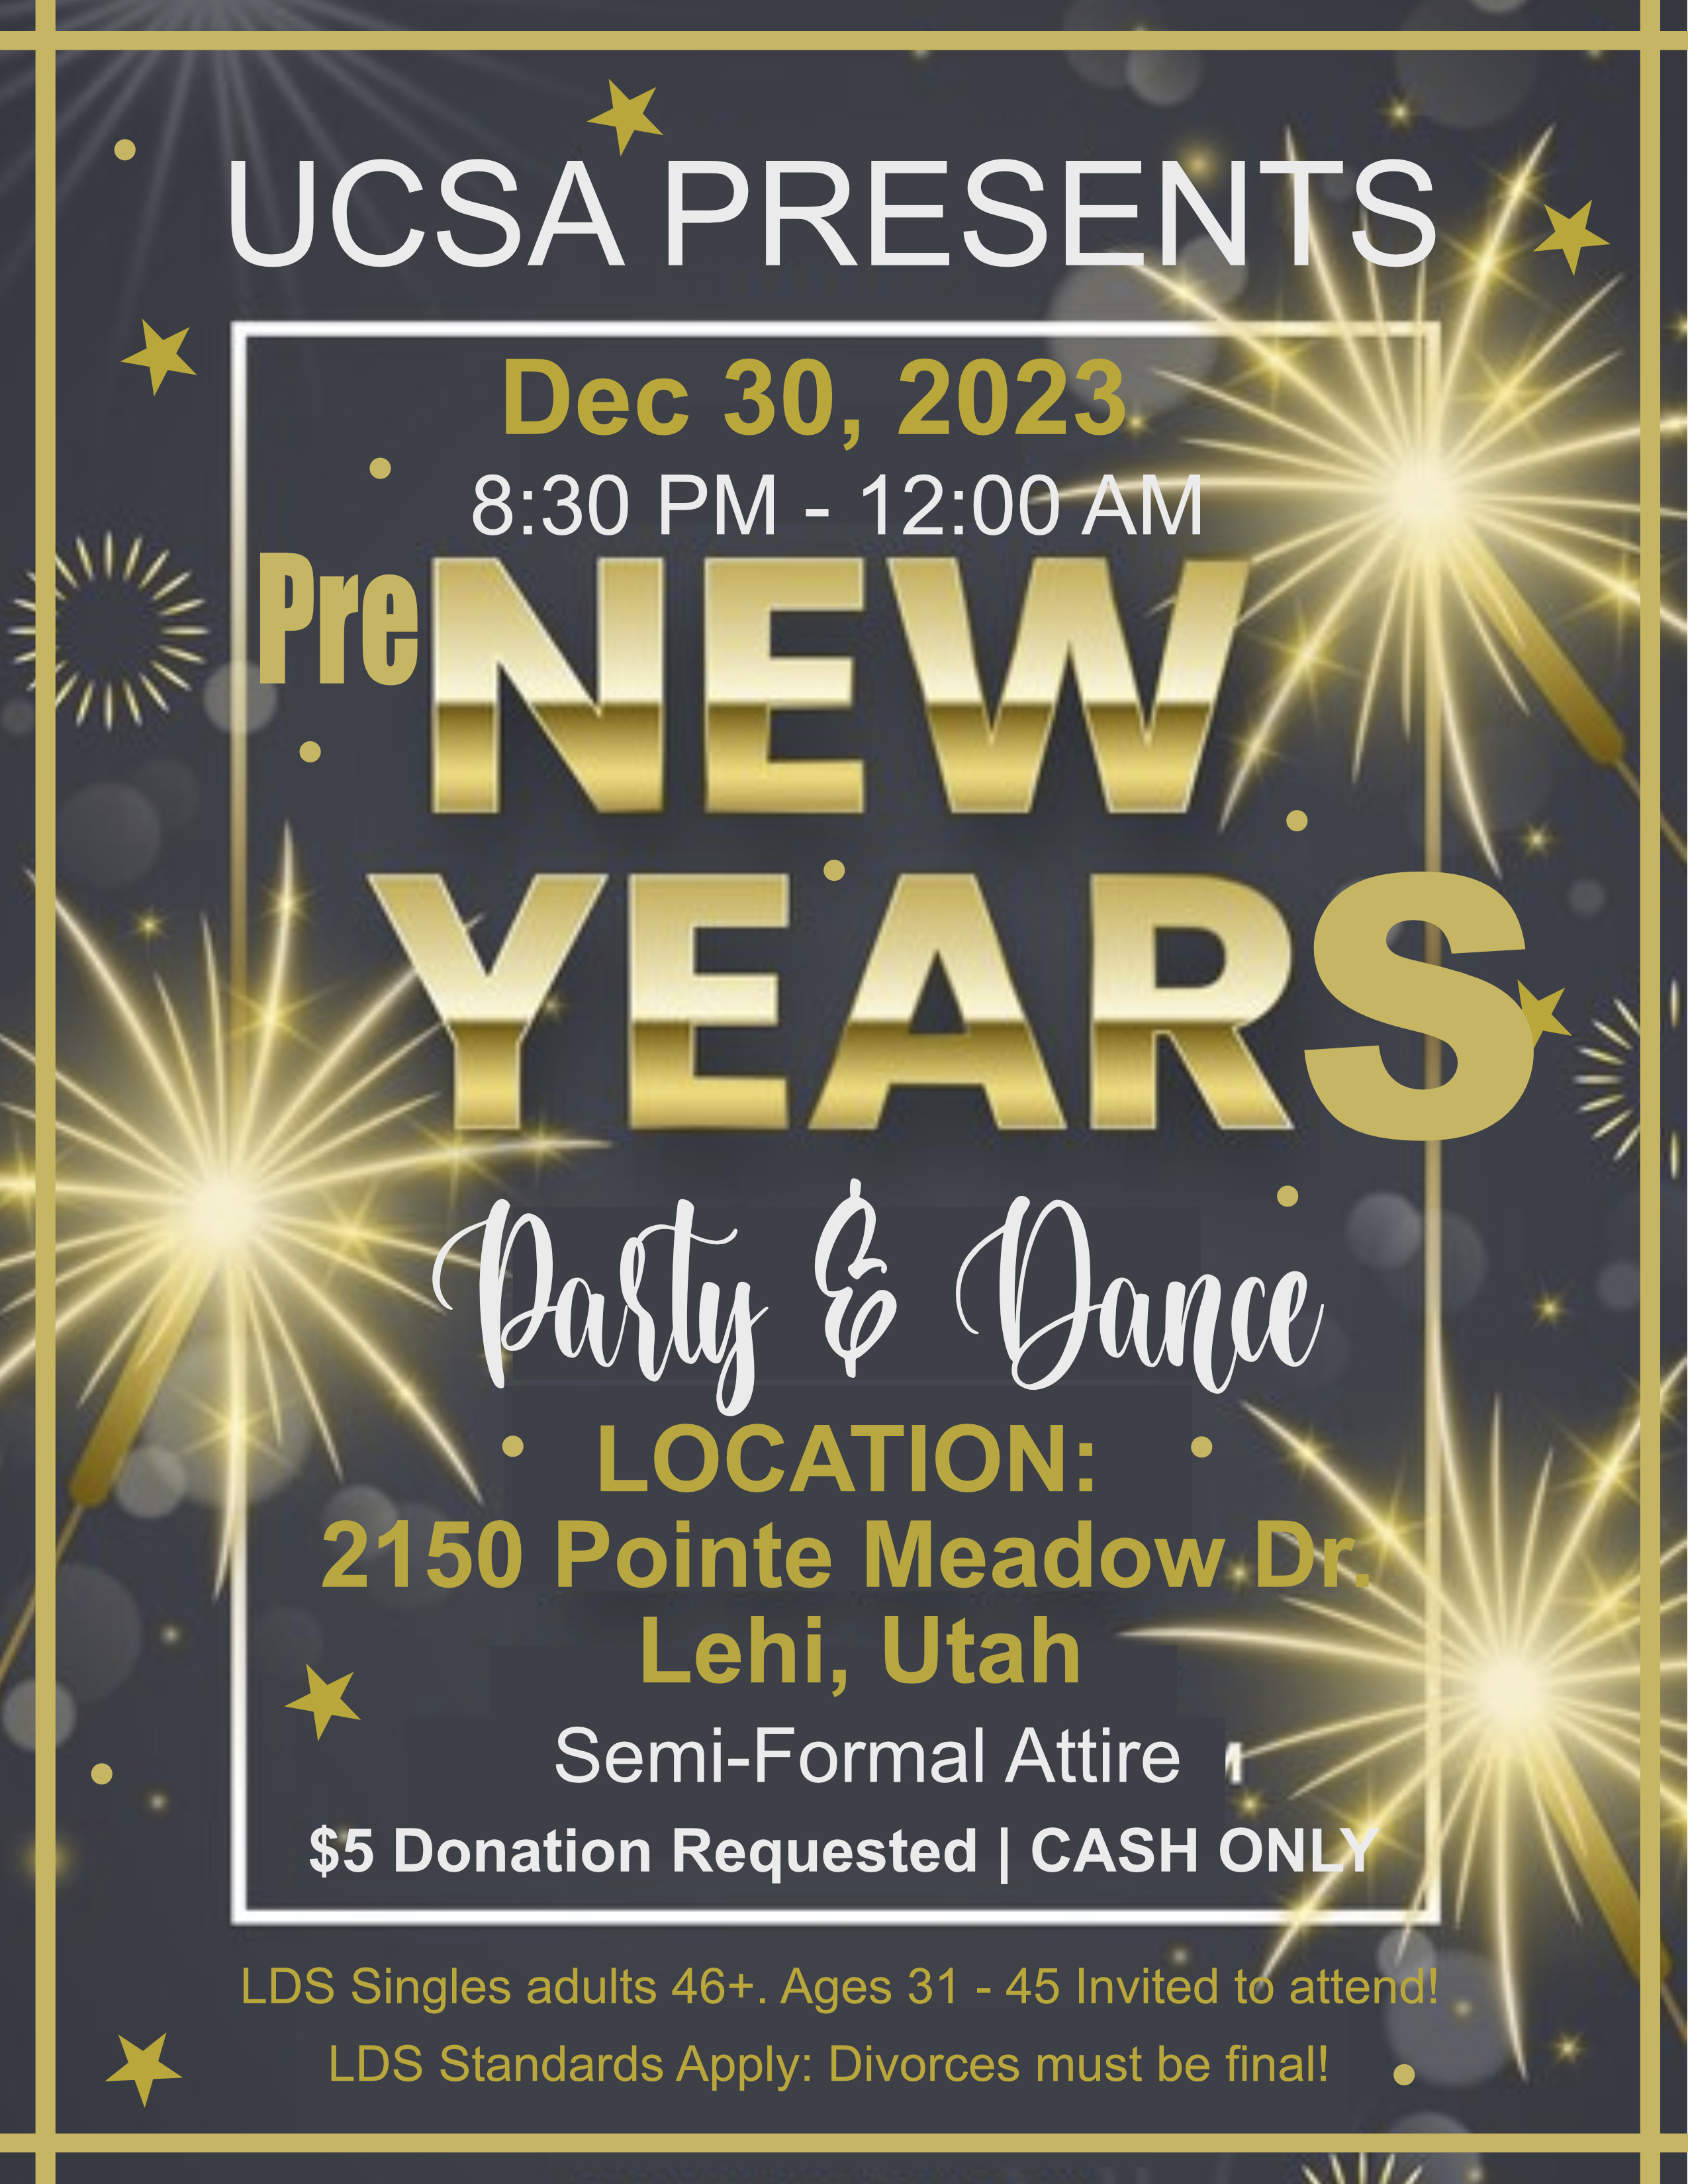 UCSA PRESENTS
Dec 30, 2023
8:30 PM - 12:00 AM
Pre NEW
YEARS
Party & Dance
LOCATION:
2150 Pointe Meadow Dr.
Lehi, Utah
Semi-Formal Attire
$5 Donation Requested | CASH ONLY
LDS Singles adults 46+. Ages 31 - 45 Invited to attend!
LDS Standards Apply: Divorces must be final!